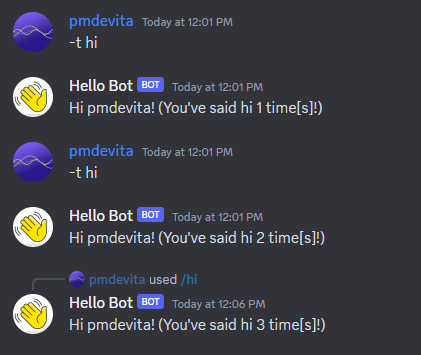 pmdevita Today at 12:01 PM
-t hi
Hello Bot BOT Today at 12:01 PM
Hi pmdevita! (You've said hi 1 time[s]!)
pmdevita Today at 12:01 PM
-t hi
Hello Bot BOT Today at 12:01 PM
Hi pmdevita! (You've said hi 2 time[s]!)
pmdevita used /hi
Hello Bot BOT Today at 12:06 PM
Hi pmdevita! (You've said hi 3 time[s]!)